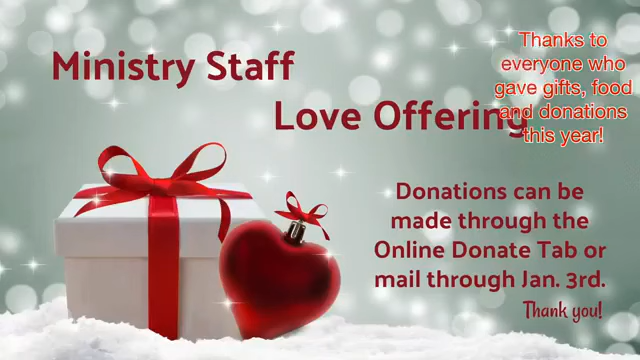 Ministry Staff
Love Offering
Thanks to
everyone who
gave gifts, food
and donations
this year!
Donations can be
made through the
Online Donate Tab or
mail through Jan. 3rd.
Thank you!